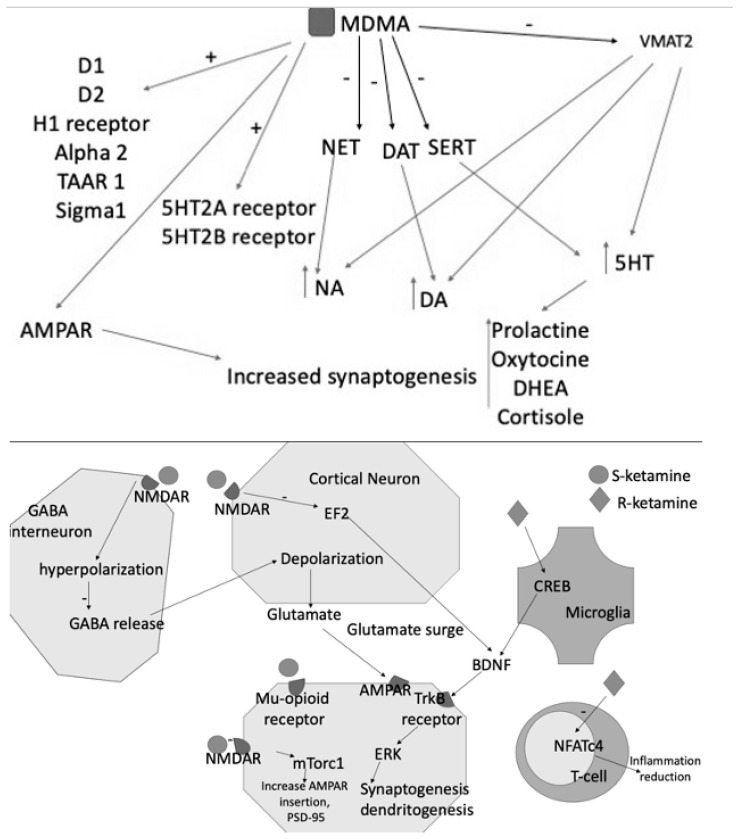 MDMA
-
VMAT2
+
D1
D2
H1 receptor
Alpha 2
TAAR 1
Sigma1
+
-
-
-
NET
DAT
SERT
5HT2A receptor
5HT2B receptor
NA
DA
5HT
AMPAR
Increased synaptogenesis
Prolactine
Oxytocine
DHEA
Cortisole
NMDAR
GABA
interneuron
hyperpolarization
-
GABA release
NMDAR
-
Cortical Neuron
EF2
Depolarization
Glutamate
Glutamate surge
S-ketamine
R-ketamine
CREB
Microglia
BDNF
Mu-opioid
receptor
AMPAR
TrkB
receptor
NMDAR
-
mTorc1
Increase AMPAR
insertion,
PSD-95
ERK
Synaptogenesis
dendritogenesis
-
NFATc4
T-cell
Inflammation
reduction